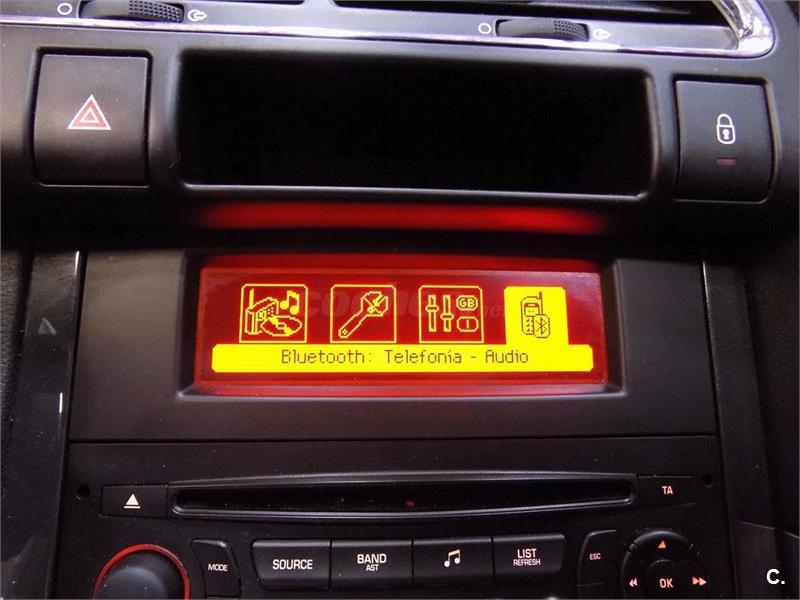 GB
Bluetooth: Telefonía - Audio
TA
MODE
SOURCE
BAND
AST
LIST
REFRESH
ESC
OK
C.